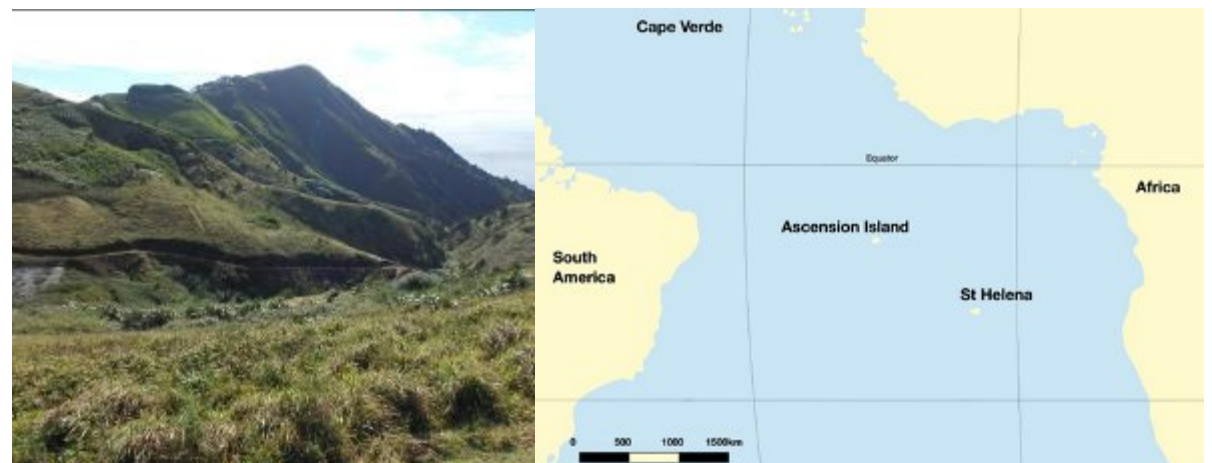 Cape Verde
Equator
Africa
Ascension Island
South
America
St Helena
0 500 1000 1500km